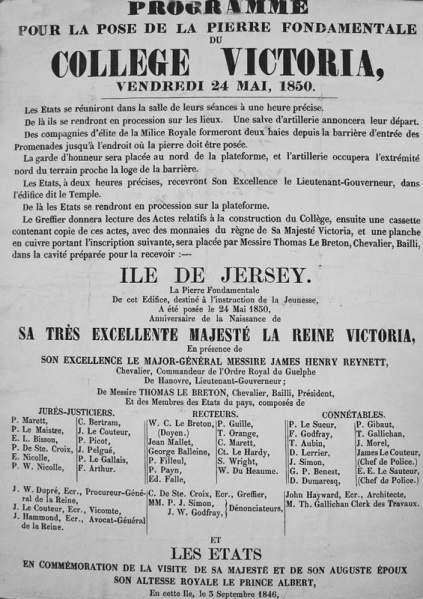 PROGRAMME
POUR LA POSE DE LA PIERRE FONDAMENTALE
DU
COLLEGE VICTORIA,
VENDREDI 24 MAI, 1850.
Les Etats se réuniront dans la salle de leurs séances à une heure précise.
De là ils se rendront en procession sur les lieux. Une salve d'artillerie annoncera leur départ.
Des compagnies d'élite de la Milice Royale formeront deux haies depuis la barrière d'entrée des
Promenades jusqu'à l'endroit où la pierre doit être posée.
La garde d'honneur sera placée au nord de la plateforme, et l'artillerie occupera l'extrémité
nord du terrain proche la loge de la barrière.
Les Etats, à deux heures précises, recevront Son Excellence le Lieutenant-Gouverneur, dans
l'édifice dit le Temple.
De là les Etats se rendront en procession sur la plateforme.
Le Greffier donnera lecture des Actes relatifs à la construction du Collège, ensuite une cassette
contenant copie de ces actes, avec des monnaies du règne de Sa Majesté Victoria, et une planche
en cuivre portant l'inscription suivante, sera placée par Messire Thomas Le Breton, Chevalier, Bailli,
dans la cavité préparée pour la recevoir :—
ILE DE JERSEY.
La Pierre Fondamentale
De cet Edifice, destiné à l'instruction de la Jeunesse,
A été posée le 24 Mai 1850,
Anniversaire de la Naissance de
SA TRÈS EXCELLENTE MAJESTÉ LA REINE VICTORIA,
En présence de
SON EXCELLENCE LE MAJOR-GÉNÉRAL MESSIRE JAMES HENRY REYNETT,
Chevalier, Commandeur de l'Ordre Royal du Guelphe
De Hanovre, Lieutenant-Gouverneur ;
De Messire THOMAS LE BRETON, Chevalier, Bailli, Président,
Et des Membres des Etats du pays, composés de
JURÉS-JUSTICIERS.
P. Marett,
P. Le Maistre,
E. L. Bisson,
P. De Ste. Croix,
E. Nicolle,
P. W. Nicolle,
C. Bertram,
J. Le Couteur,
P. Picot,
J. Pelgué,
P. Le Gallais,
F. Arthur.
J. W. Dupré, Ecr., Procureur-Géné-
ral de la Reine,
J. Le Couteur, Ecr., Vicomte,
J. Hammond, Ecr., Avocat-Général
de la Reine.
RECTEURS.
W. C. Le Breton,
(Doyen.)
Jean Mallet,
George Balleine,
P. Filleul,
P. Payn,
Ed. Falle,
P. Guille,
T. Orange,
C. Marett,
Ct. Le Hardy,
S. Wright,
W. Du Heaume.
C. De Ste. Croix, Ecr., Greffier,
MM. P. J. Simon,
J. W. Godfray,
Dénonciateurs,
CONNÉTABLES.
P. Le Sueur,
F. Godfray,
T. Aubin,
D. Lerrier,
J. Simon,
G. P. Benest,
D. Dumaresq,
P. Gibaut,
T. Gallichan,
J. Morel,
James Le Couteur,
(Chef de Police.)
E. E. Le Sauteur,
(Chef de Police.)
John Hayward, Ecr., Architecte,
M. Th. Gallichan Clerk des Travaux.
ET
LES ETATS
EN COMMÉMORATION DE LA VISITE DE SA MAJESTÉ ET DE SON AUGUSTE ÉPOUX
SON ALTESSE ROYALE LE PRINCE ALBERT,
En cette Ile, le 3 Septembre 1846,